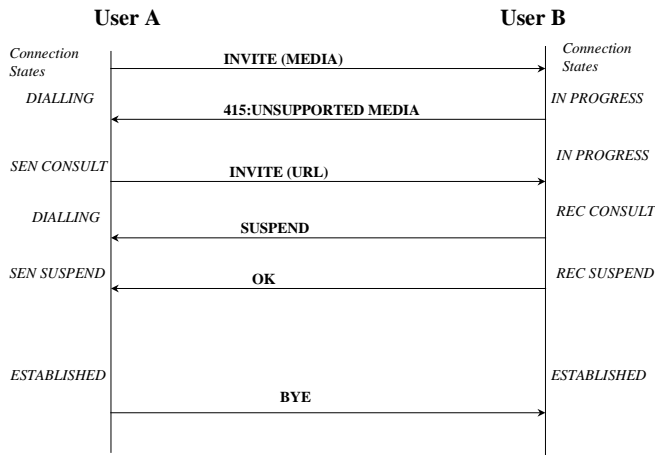 User A
User B
Connection
States
Connection
States
INVITE (MEDIA)
DIALLING
IN PROGRESS
415:UNSUPPORTED MEDIA
SEN CONSULT
IN PROGRESS
INVITE (URL)
DIALLING
REC CONSULT
SUSPEND
SEN SUSPEND
REC SUSPEND
OK
ESTABLISHED
ESTABLISHED
BYE